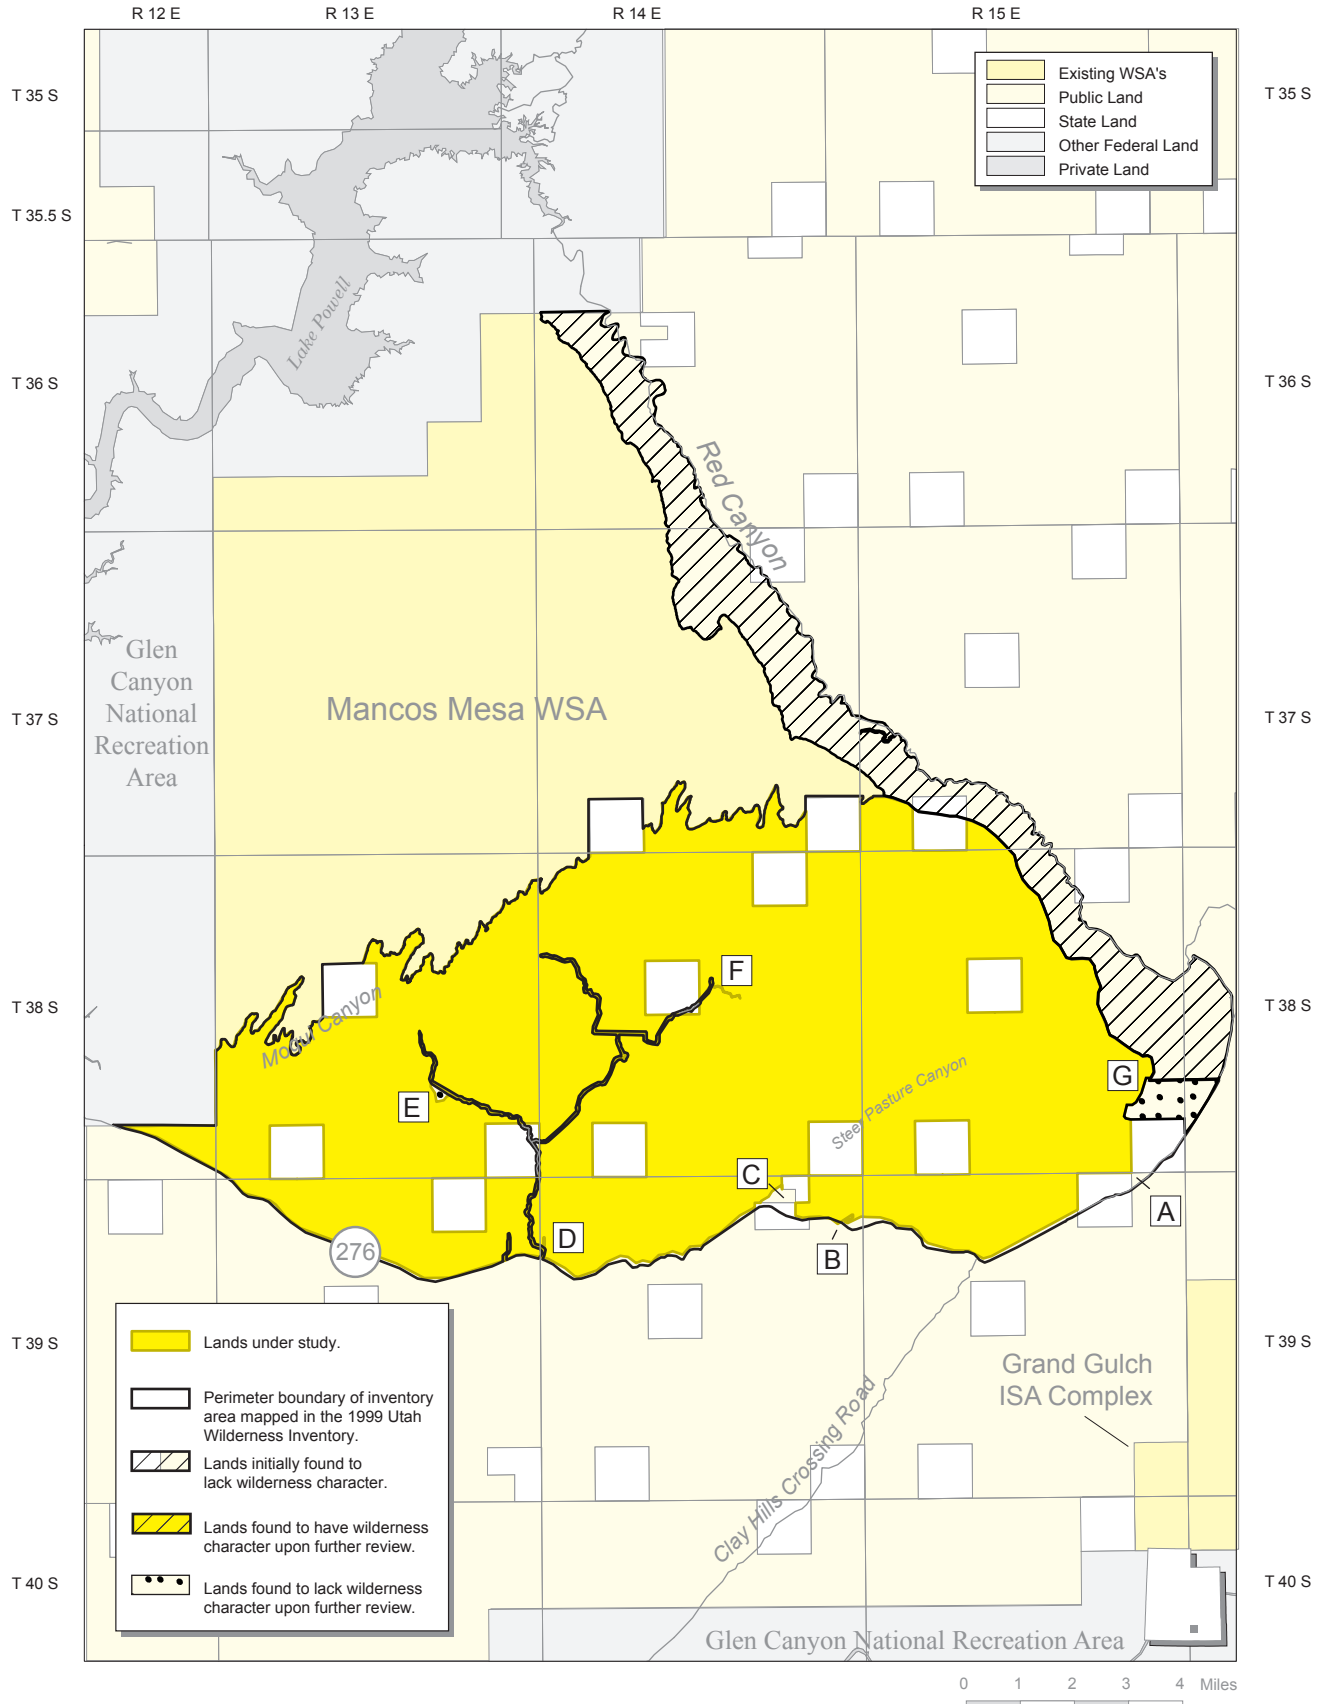 R 12 E
R 13 E
R 14 E
R 15 E
T 35 S
T 35 S
Existing WSA's
Public Land
State Land
Other Federal Land
Private Land
T 35.5 S
T 35.5 S
Lake Powell
T 36 S
T 36 S
Red Canyon
Glen
Canyon
National
Recreation
Area
Mancos Mesa WSA
T 37 S
T 37 S
F
Mogul Canyon
T 38 S
T 38 S
E
G
Steer Pasture Canyon
C
A
D
B
276
T 39 S
T 39 S
Lands under study.
Perimeter boundary of inventory
area mapped in the 1999 Utah
Wilderness Inventory.
Lands initially found to
lack wilderness character.
Lands found to have wilderness
character upon further review.
Lands found to lack wilderness
character upon further review.
Grand Gulch
ISA Complex
Clay Hills Crossing Road
T 40 S
T 40 S
Glen Canyon National Recreation Area
0 1 2 3 4 Miles